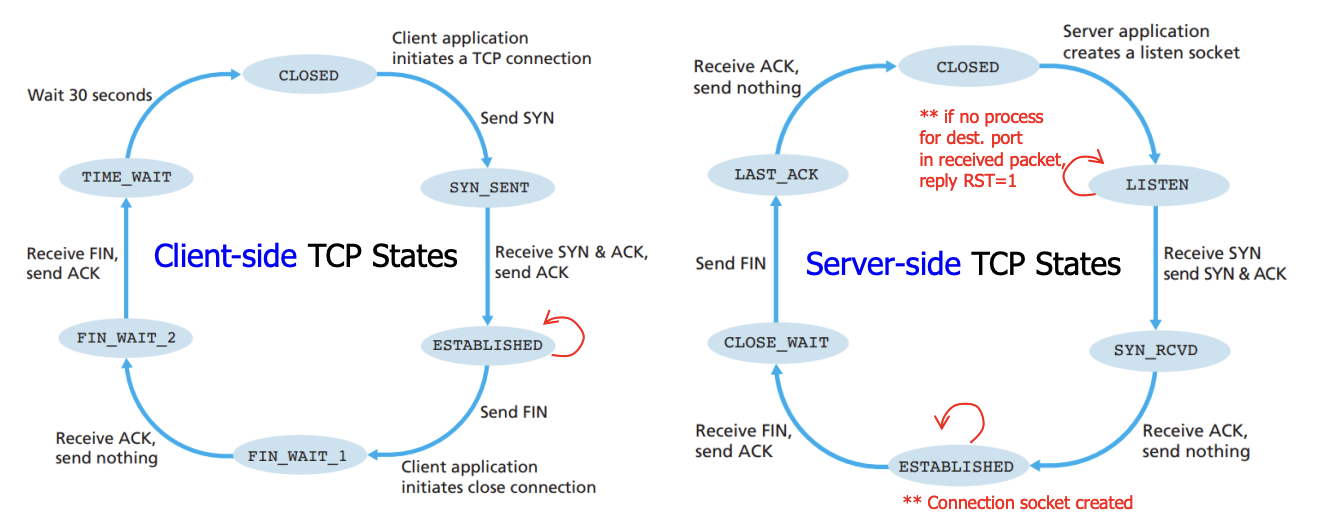 Client application
initiates a TCP connection
CLOSED
Wait 30 seconds
Send SYN
TIME_WAIT
SYN_SENT
Receive FIN,
send ACK
Client-side TCP States
Receive SYN & ACK,
send ACK
FIN_WAIT_2
ESTABLISHED
Send FIN
Receive ACK,
send nothing
FIN_WAIT_1
Client application
initiates close connection
Server application
creates a listen socket
Receive ACK,
send nothing
CLOSED
** if no process
for dest. port
in received packet,
reply RST=1
LAST_ACK
LISTEN
Send FIN
Server-side TCP States
Receive SYN
send SYN & ACK
CLOSE_WAIT
SYN_RCVD
Receive FIN,
send ACK
Receive ACK,
send nothing
ESTABLISHED
** Connection socket created